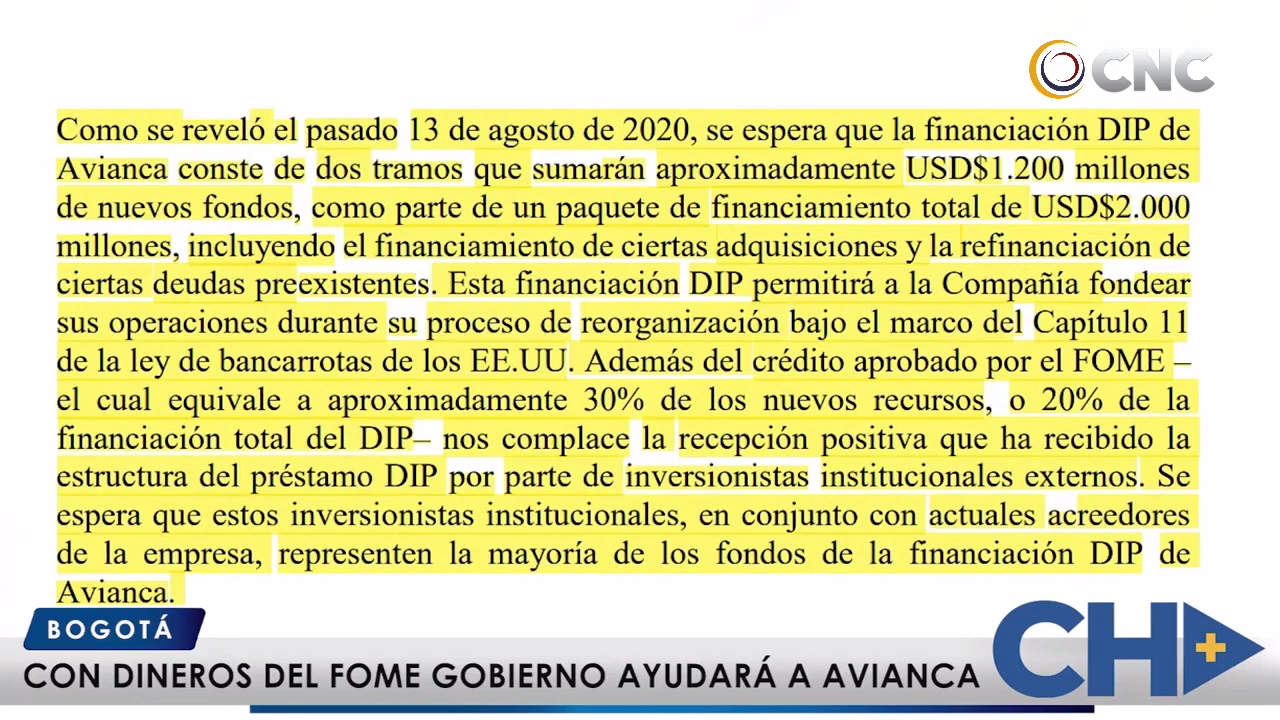 CNC
Como se reveló el pasado 13 de agosto de 2020, se espera que la financiación DIP de
Avianca conste de dos tramos que sumarán aproximadamente USD$1.200 millones
de nuevos fondos, como parte de un paquete de financiamiento total de USD$2.000
millones, incluyendo el financiamiento de ciertas adquisiciones y la refinanciación de
ciertas deudas preexistentes. Esta financiación DIP permitirá a la Compañía fondear
sus operaciones durante su proceso de reorganización bajo el marco del Capítulo 11
de la ley de bancarrotas de los EE.UU. Además del crédito aprobado por el FOME –
el cual equivale a aproximadamente 30% de los nuevos recursos, o 20% de la
financiación total del DIP– nos complace la recepción positiva que ha recibido la
estructura del préstamo DIP por parte de inversionistas institucionales externos. Se
espera que estos inversionistas institucionales, en conjunto con actuales acreedores
de la empresa, representen la mayoría de los fondos de la financiación DIP de
Avianca.
BOGOTÁ
CON DINEROS DEL FOME GOBIERNO AYUDARÁ A AVIANCA
CH+